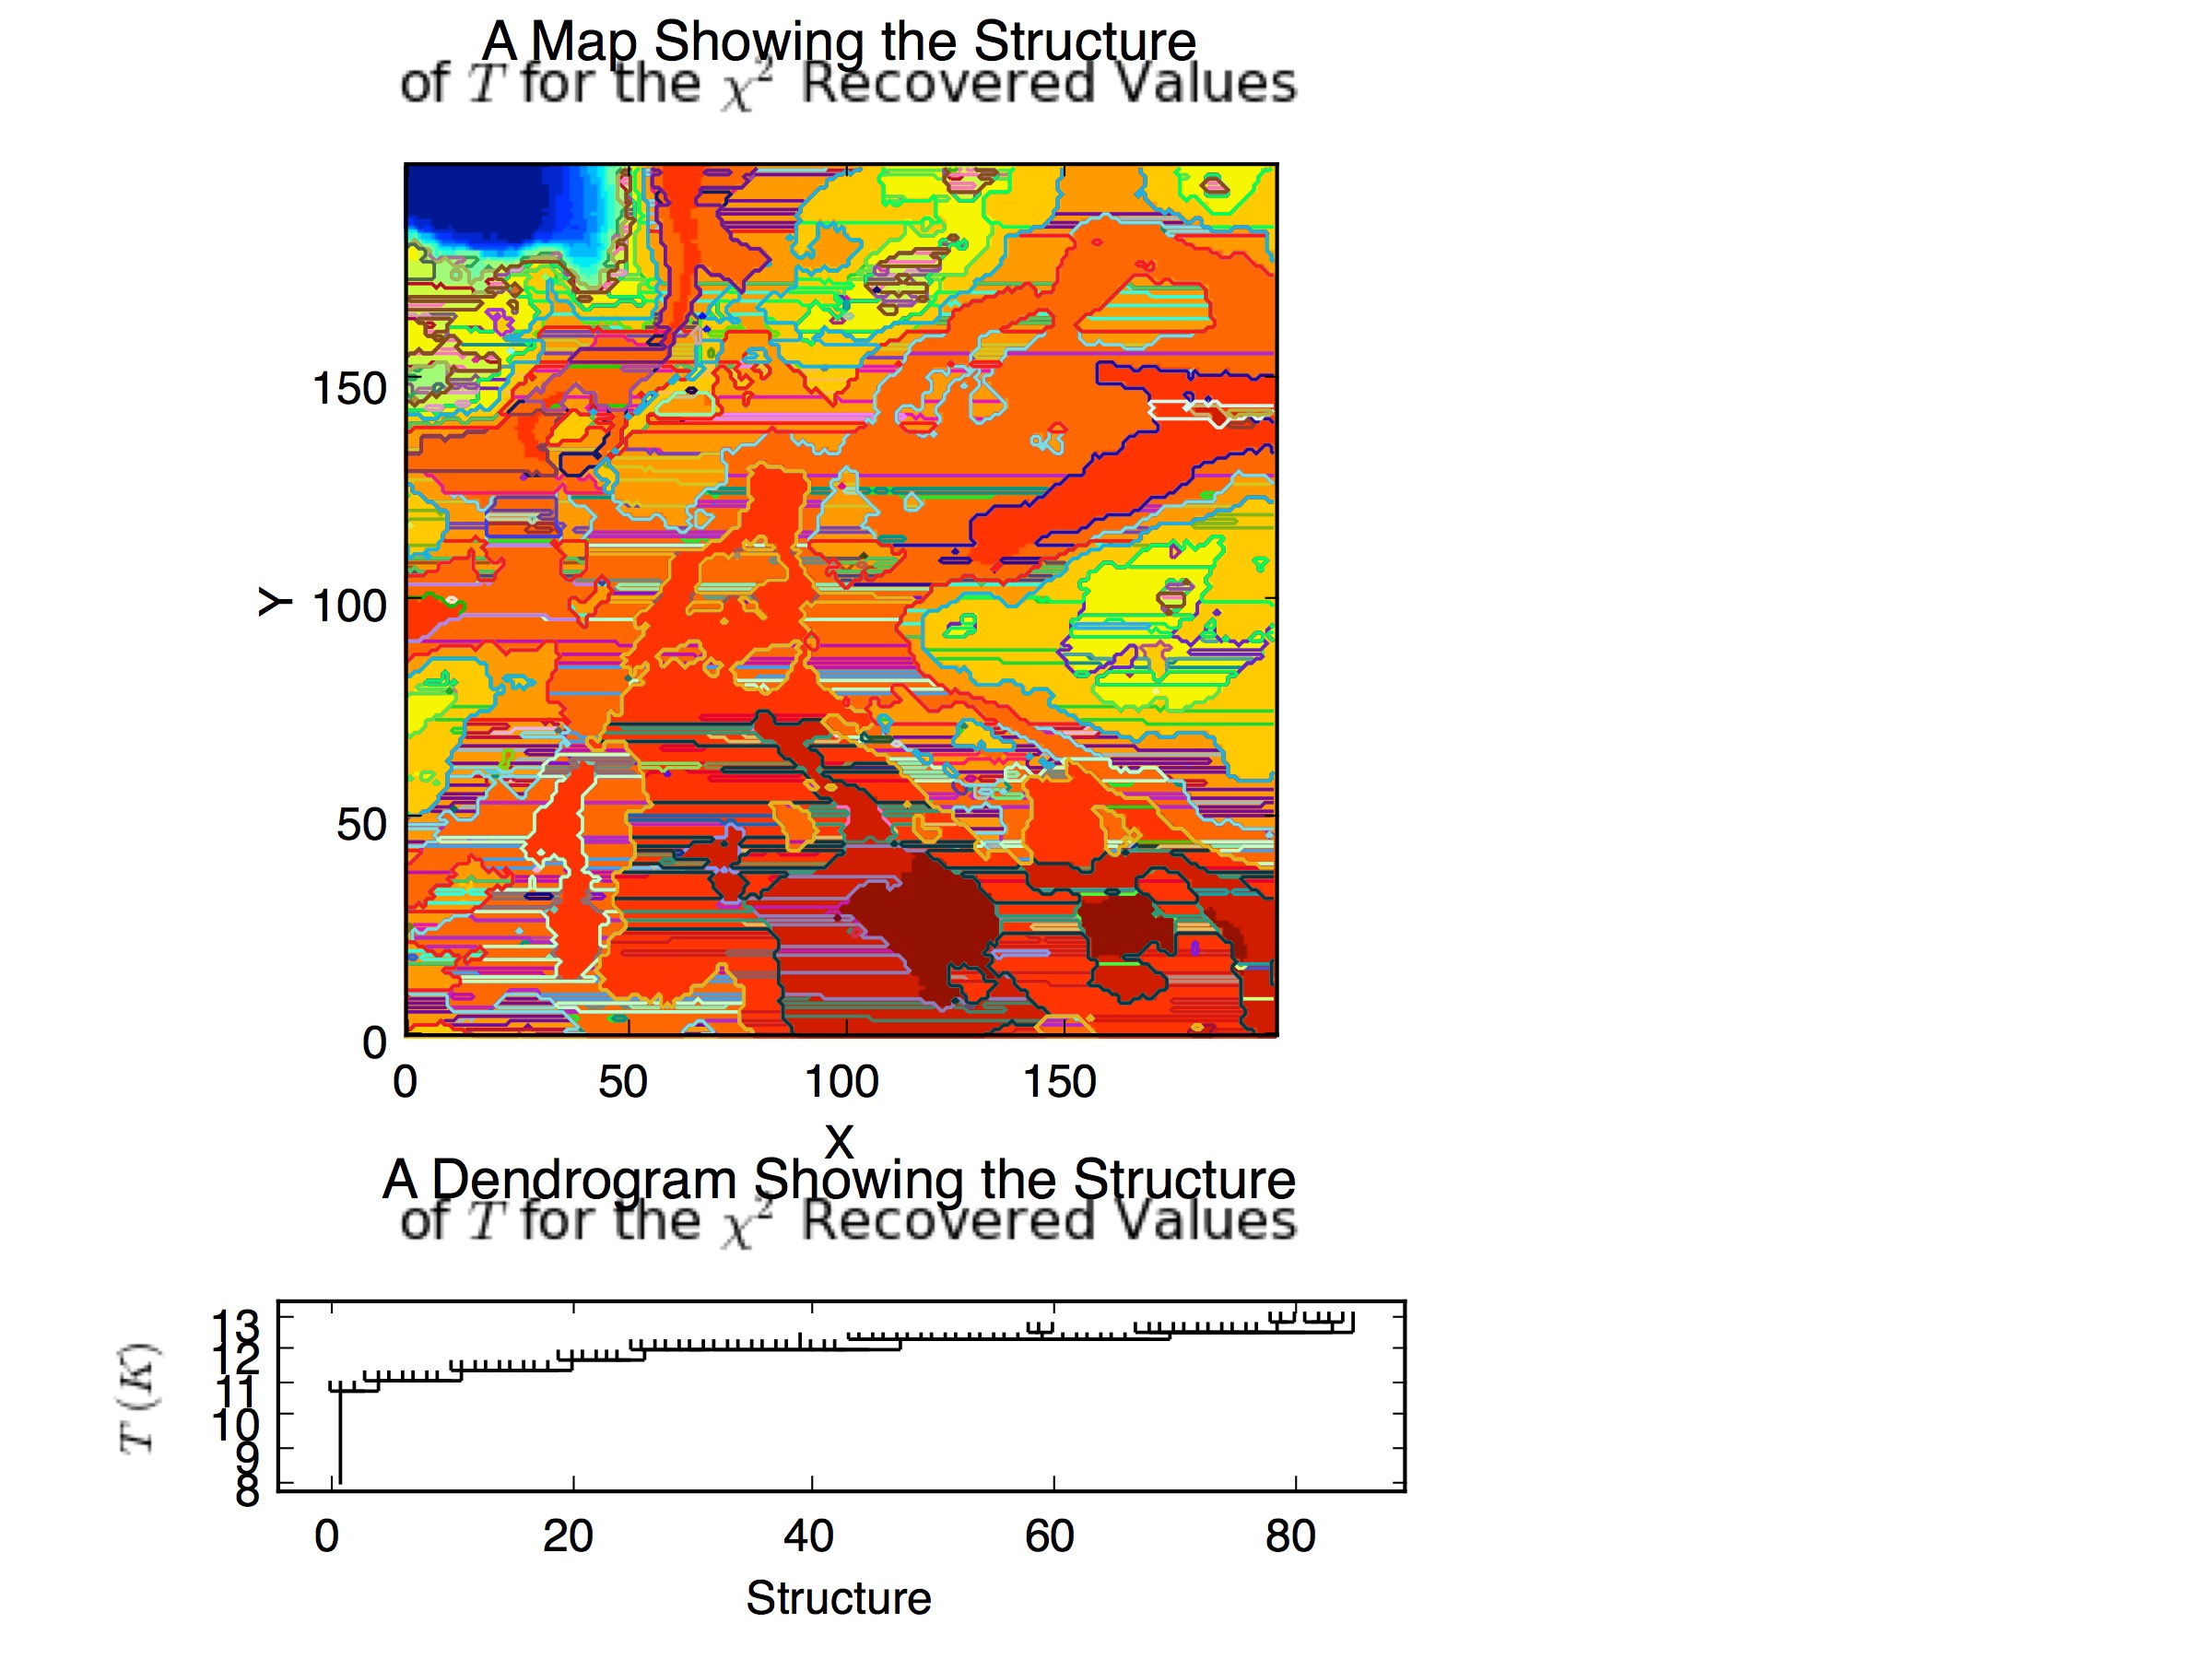 A Map Showing the Structure
of T for the χ² Recovered Values
150
100
50
0
Y
0 50 100 150
X
A Dendrogram Showing the Structure
of T for the χ² Recovered Values
13
12
11
10
9
8
T (K)
0 20 40 60 80
Structure